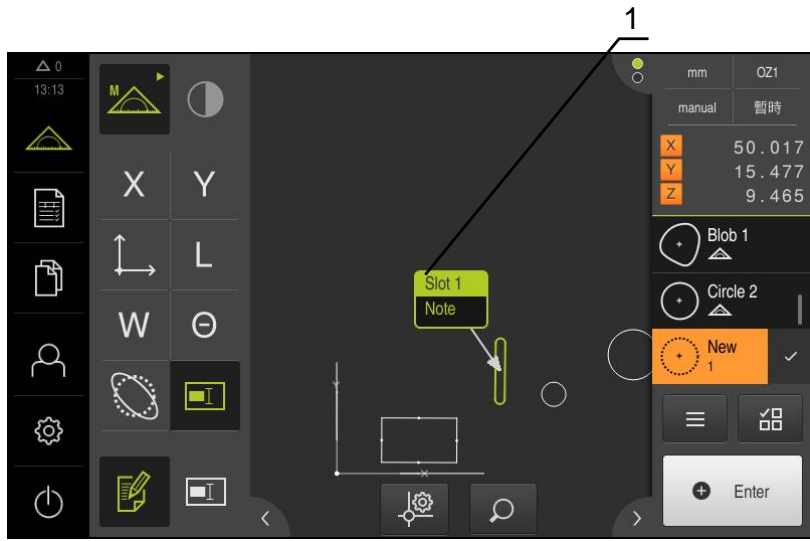 1
0
13:13
M
X
Y
L
W
Θ
Slot 1
Note
Y
X
mm
OZ1
manual
暫時
X 50.017
Y 15.477
Z 9.465
Blob 1
Circle 2
New
1
Enter